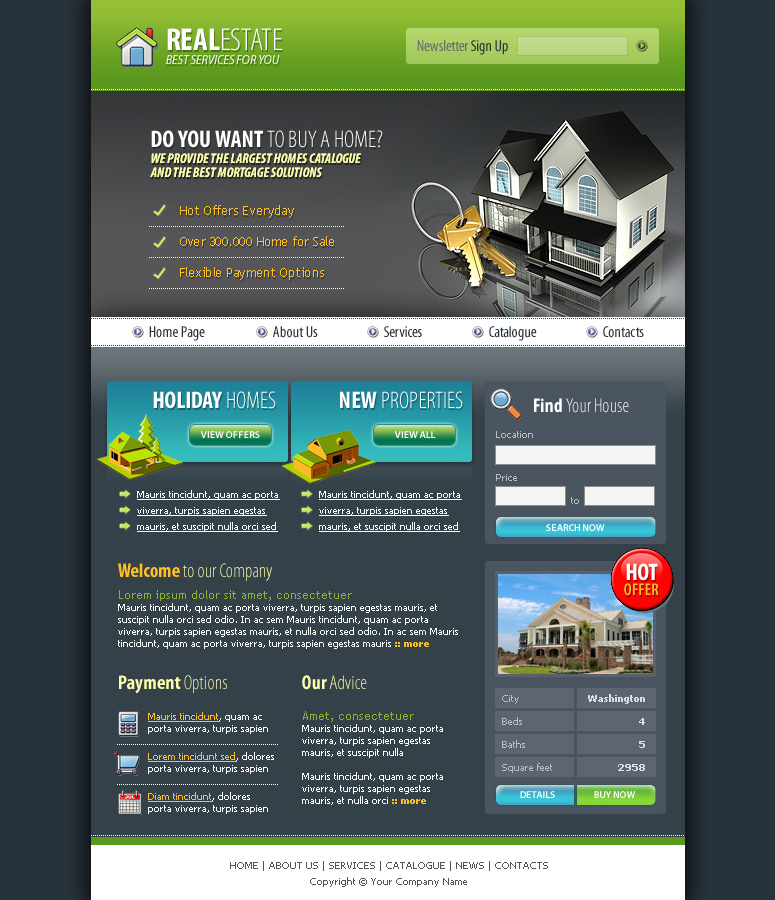 REALESTATE
BEST SERVICES FOR YOU
Newsletter Sign Up
DO YOU WANT TO BUY A HOME?
WE PROVIDE THE LARGEST HOMES CATALOGUE
AND THE BEST MORTGAGE SOLUTIONS
Hot Offers Everyday
Over 300.000 Home for Sale
Flexible Payment Options
Home Page
About Us
Services
Catalogue
Contacts
HOLIDAY HOMES
VIEW OFFERS
Mauris tincidunt, quam ac porta
viverra, turpis sapien egestas
mauris, et suscipit nulla orci sed
NEW PROPERTIES
VIEW ALL
Mauris tincidunt, quam ac porta
viverra, turpis sapien egestas
mauris, et suscipit nulla orci sed
Find Your House
Location
Price
to
SEARCH NOW
Welcome to our Company
Lorem ipsum dolor sit amet, consectetuer
Mauris tincidunt, quam ac porta viverra, turpis sapien egestas mauris, et
suscipit nulla orci sed odio. In ac sem Mauris tincidunt, quam ac porta
viverra, turpis sapien egestas mauris, et nulla orci sed odio. In ac sem Mauris
tincidunt, quam ac porta viverra, turpis sapien egestas mauris :: more
HOT
OFFER
City Washington
Beds 4
Baths 5
Square feet 2958
DETAILS
BUY NOW
Payment Options
Mauris tincidunt, quam ac
porta viverra, turpis sapien
Lorem tincidunt sed, dolores
porta viverra, turpis sapien
Diam tincidunt, dolores
porta viverra, turpis sapien
Our Advice
Amet, consectetuer
Mauris tincidunt, quam ac porta
viverra, turpis sapien egestas
mauris, et suscipit nulla
Mauris tincidunt, quam ac porta
viverra, turpis sapien egestas
mauris, et nulla orci :: more
HOME | ABOUT US | SERVICES | CATALOGUE | NEWS | CONTACTS
Copyright © Your Company Name